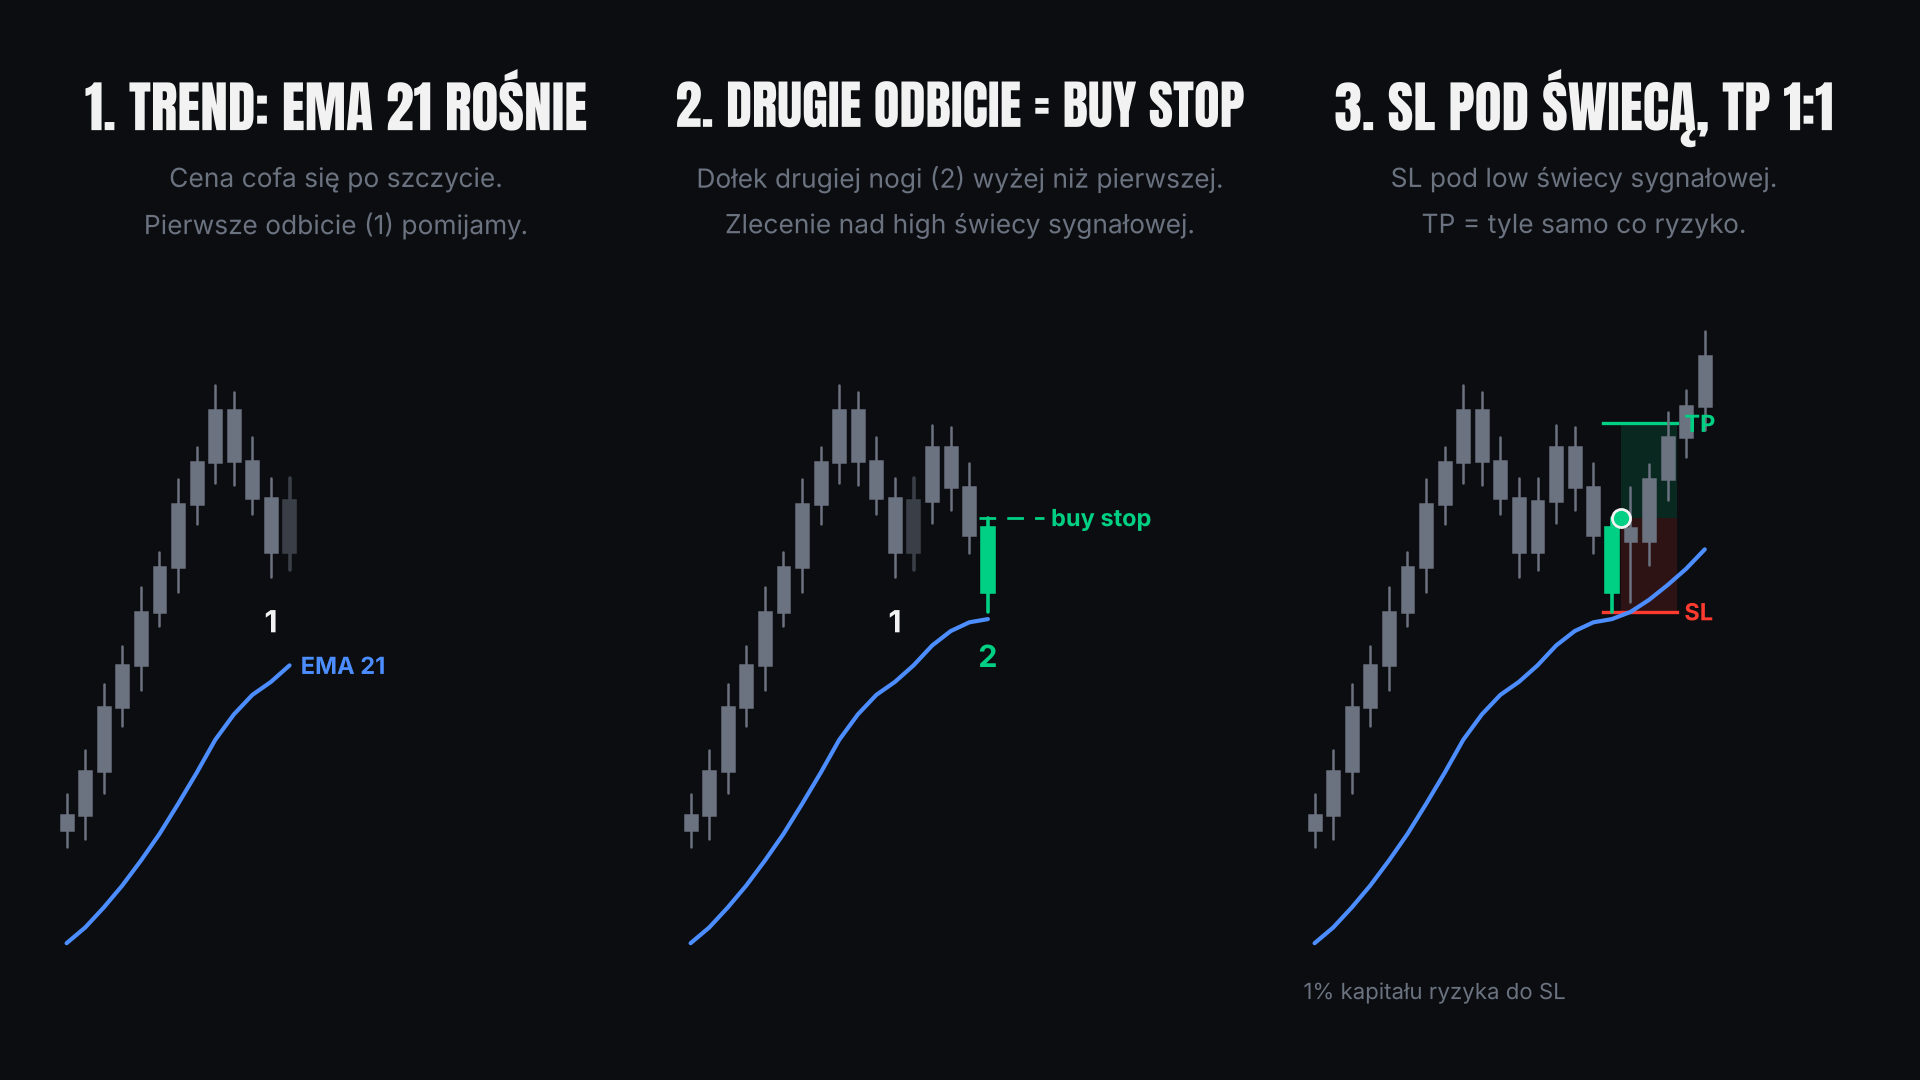 1. TREND: EMA 21 ROŚNIE
Cena cofa się po szczycie.
Pierwsze odbicie (1) pomijamy.
1
EMA 21
2. DRUGIE ODBICIE = BUY STOP
Dołek drugiej nogi (2) wyżej niż pierwszej.
Zlecenie nad high świecy sygnałowej.
buy stop
1
2
3. SL POD ŚWIECĄ, TP 1:1
SL pod low świecy sygnałowej.
TP = tyle samo co ryzyko.
TP
SL
1% kapitału ryzyka do SL